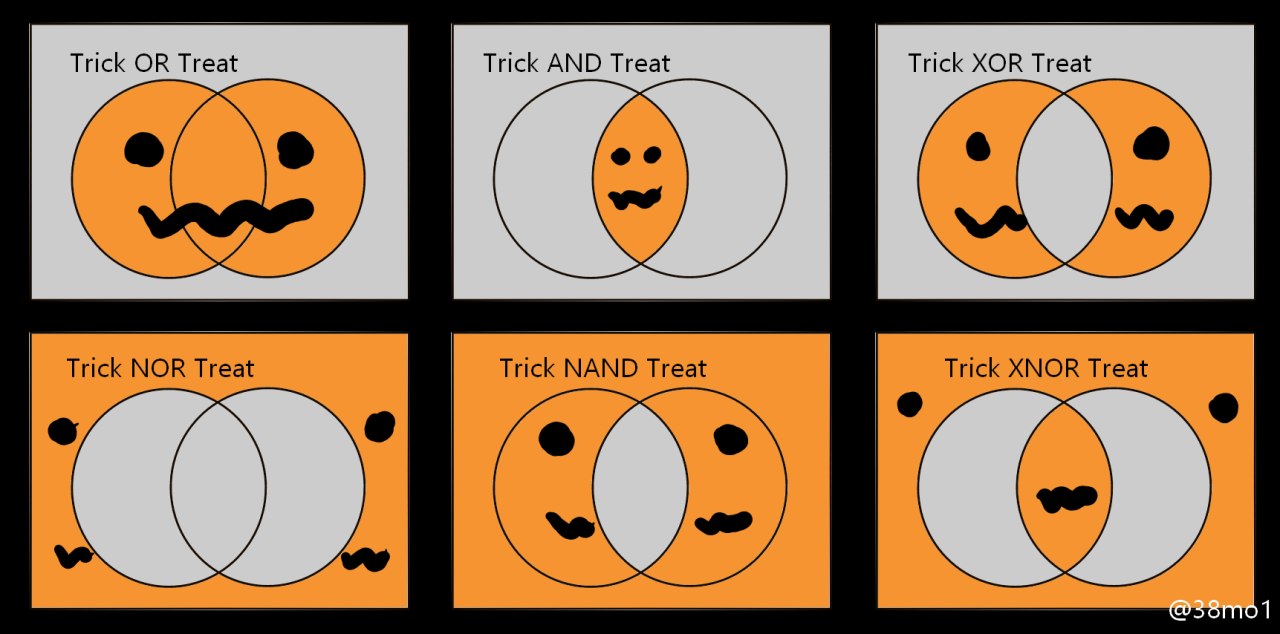 Trick OR Treat
Trick AND Treat
Trick XOR Treat
Trick NOR Treat
Trick NAND Treat
Trick XNOR Treat
@38mo1